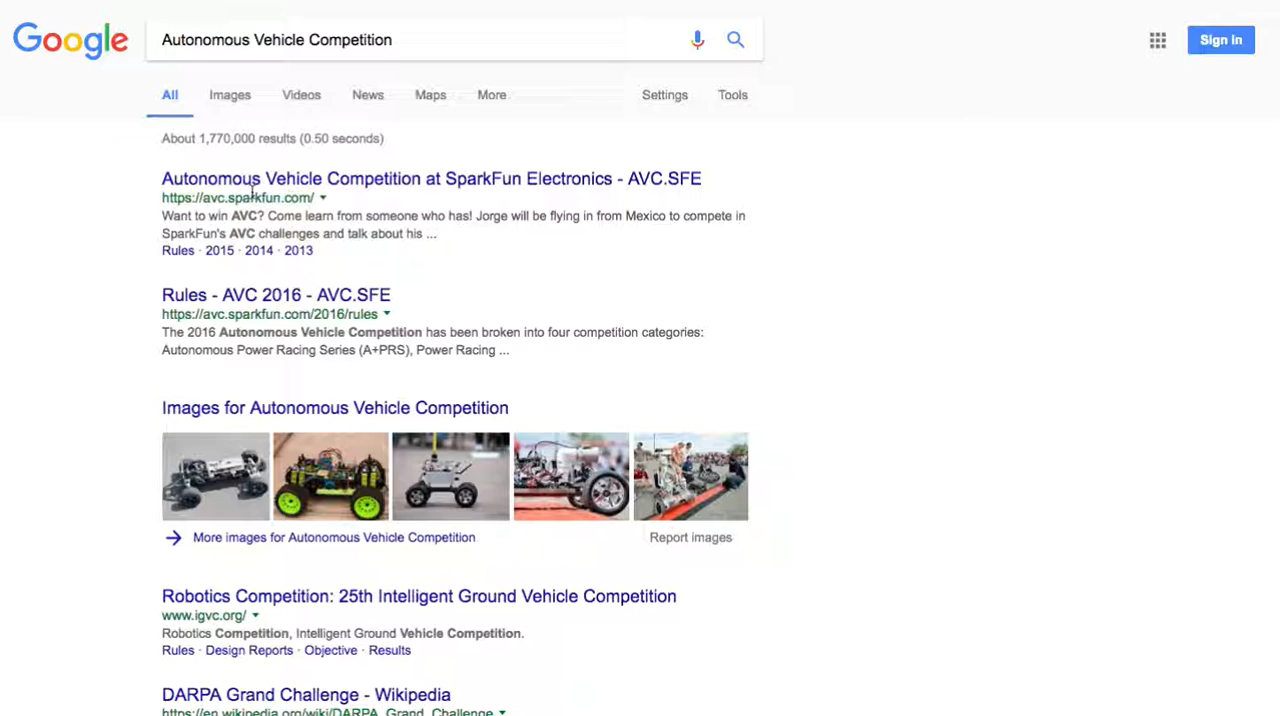 Google
Autonomous Vehicle Competition
Sign in
All Images Videos News Maps More Settings Tools
About 1,770,000 results (0.50 seconds)
Autonomous Vehicle Competition at SparkFun Electronics - AVC.SFE
https://avc.sparkfun.com/
Want to win AVC? Come learn from someone who has! Jorge will be flying in from Mexico to compete in
SparkFun's AVC challenges and talk about his ...
Rules · 2015 · 2014 · 2013
Rules - AVC 2016 - AVC.SFE
https://avc.sparkfun.com/2016/rules
The 2016 Autonomous Vehicle Competition has been broken into four competition categories:
Autonomous Power Racing Series (A+PRS), Power Racing ...
Images for Autonomous Vehicle Competition
More images for Autonomous Vehicle Competition
Report images
Robotics Competition: 25th Intelligent Ground Vehicle Competition
www.igvc.org/
Robotics Competition, Intelligent Ground Vehicle Competition.
Rules · Design Reports · Objective · Results
DARPA Grand Challenge - Wikipedia
https://en.wikipedia.org/wiki/DARPA_Grand_Challenge